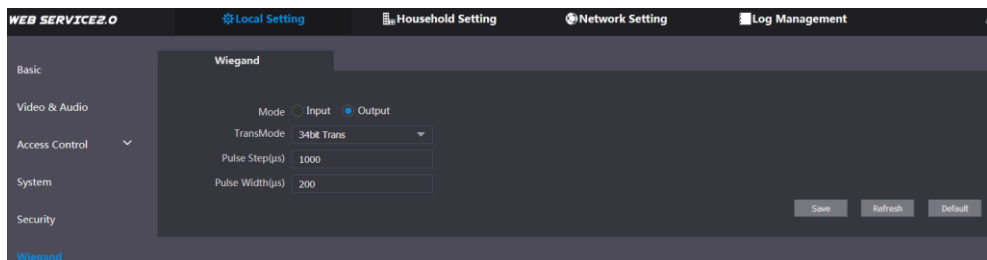 WEB SERVICE2.0
Local Setting
Household Setting
Network Setting
Log Management
Basic
Video & Audio
Access Control
System
Security
Wiegand
Wiegand
Mode Input Output
TransMode 34bit Trans
Pulse Step(μs) 1000
Pulse Width(μs) 200
Save Refresh Default